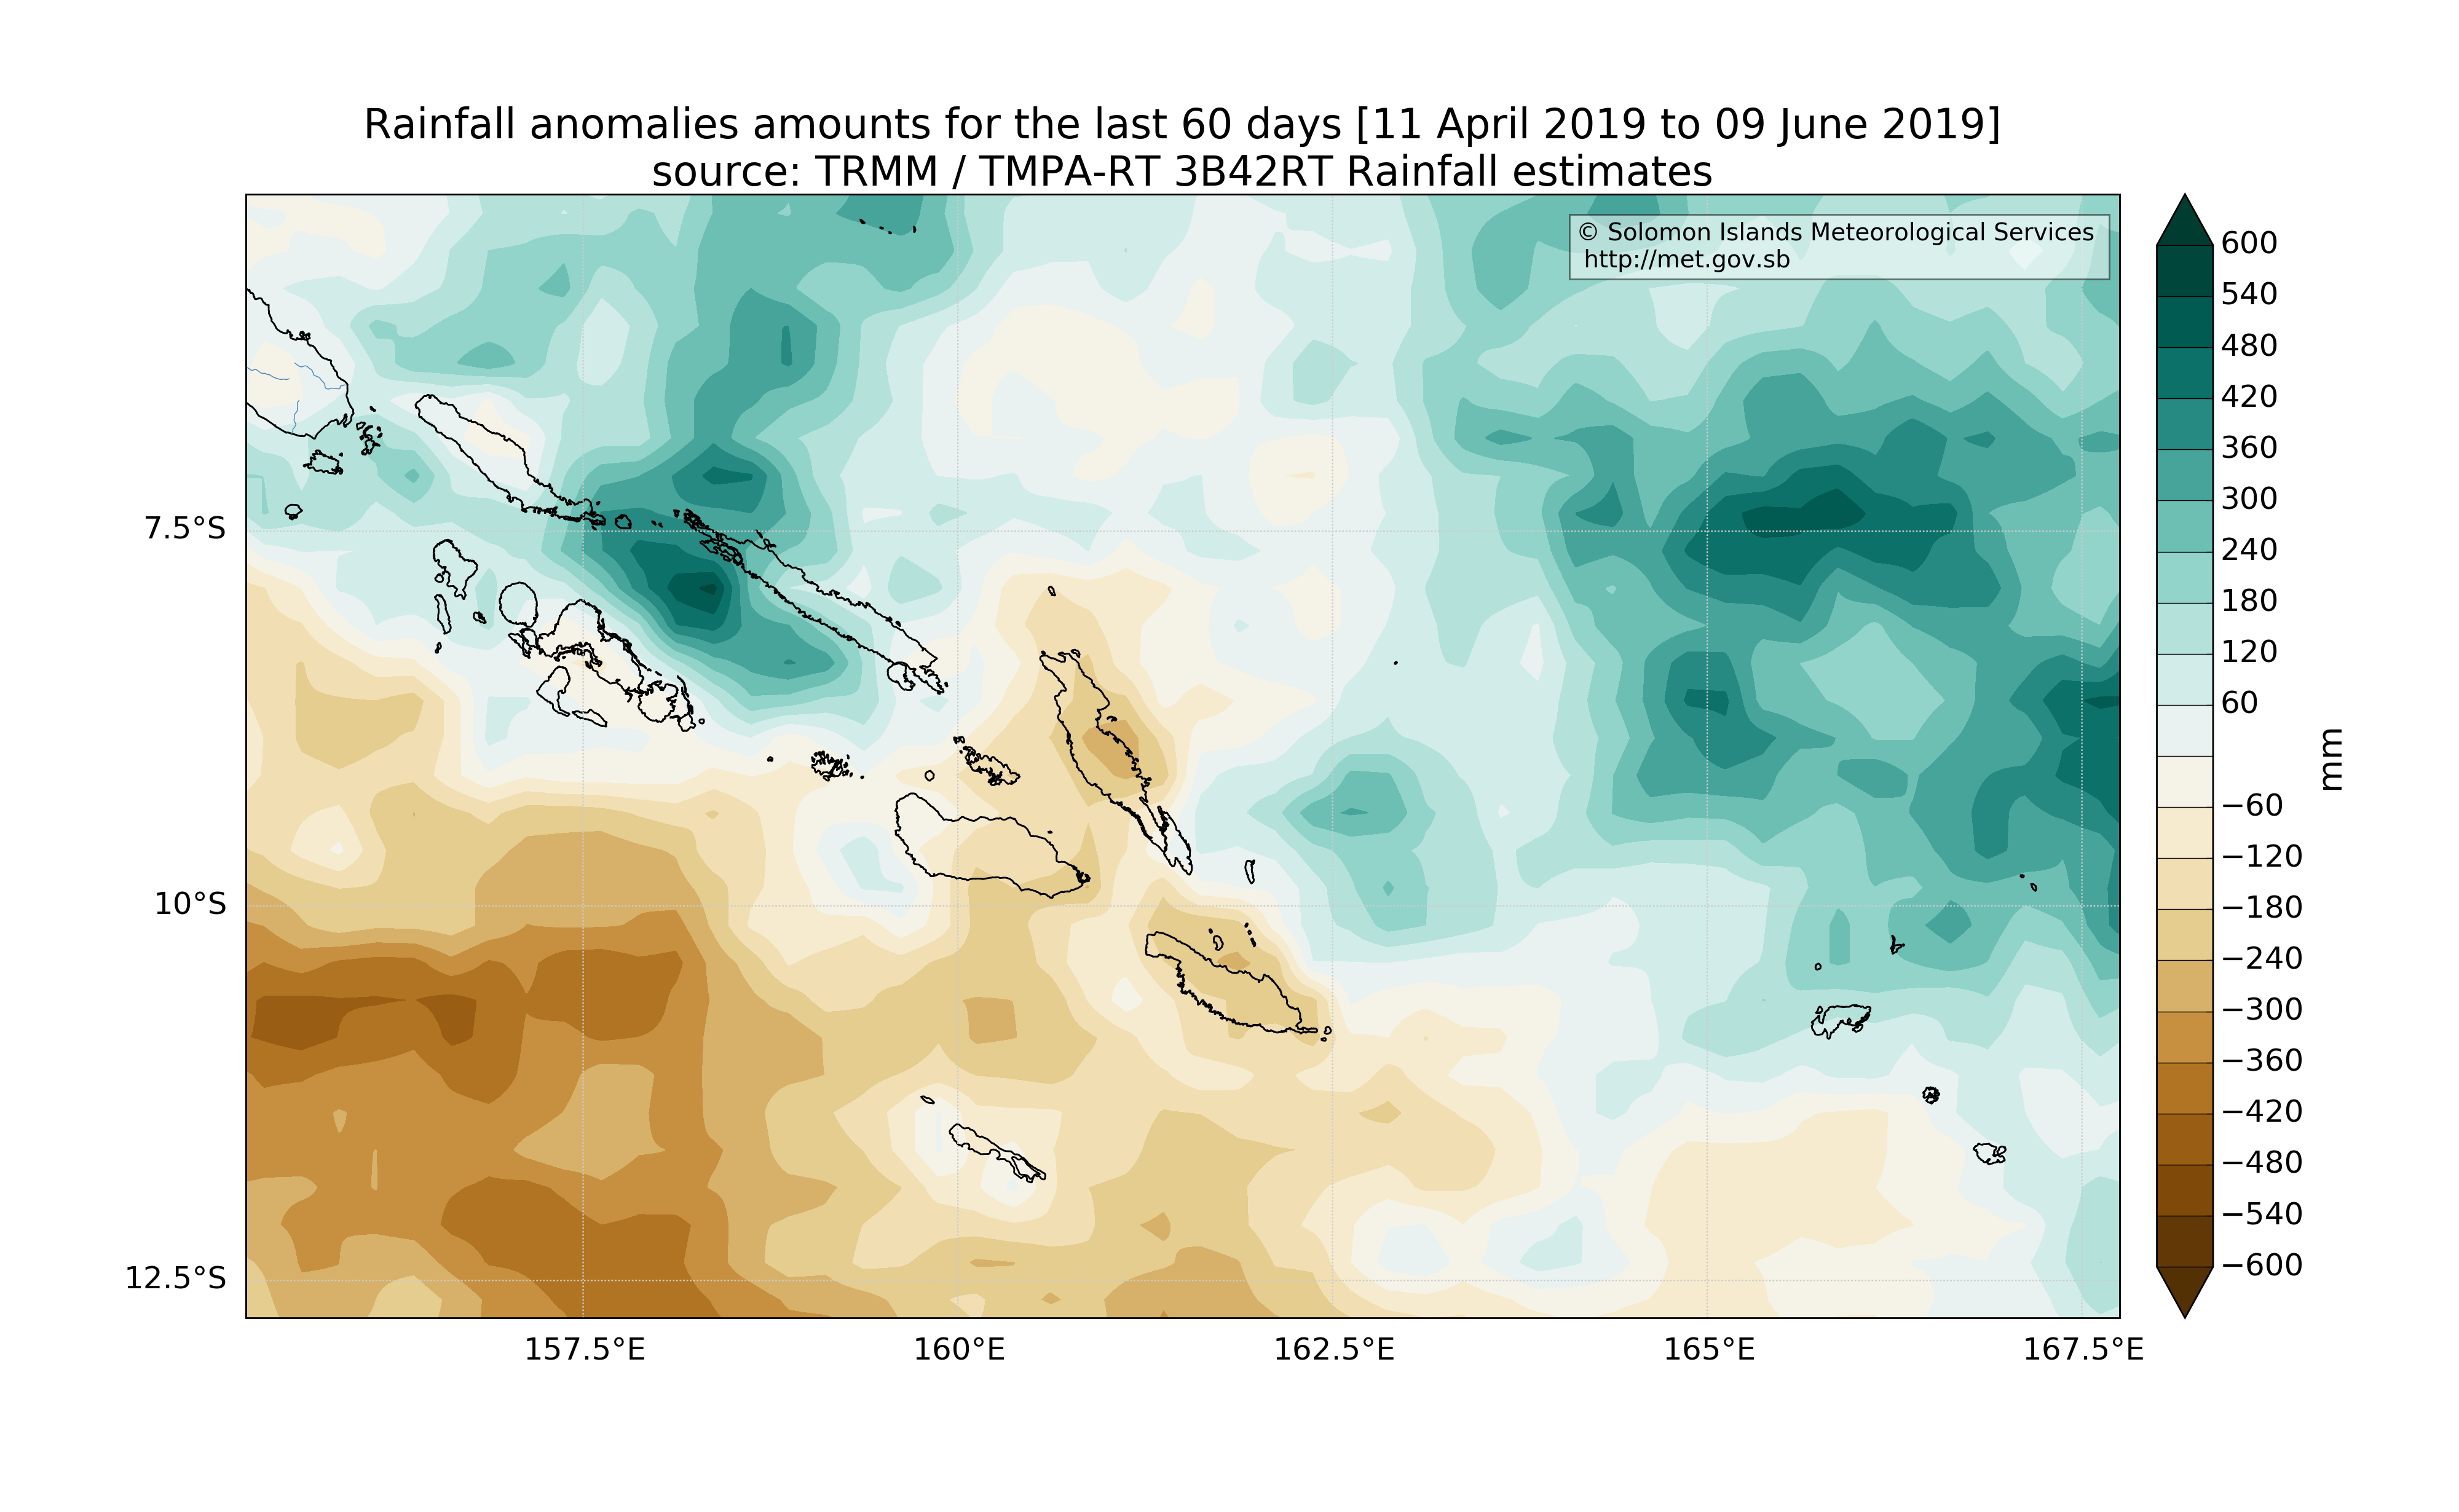 Rainfall anomalies amounts for the last 60 days [11 April 2019 to 09 June 2019]
source: TRMM / TMPA-RT 3B42RT Rainfall estimates
© Solomon Islands Meteorological Services
http://met.gov.sb
7.5°S
10°S
12.5°S
157.5°E
160°E
162.5°E
165°E
167.5°E
600
540
480
420
360
300
240
180
120
60
−60
−120
−180
−240
−300
−360
−420
−480
−540
−600
mm